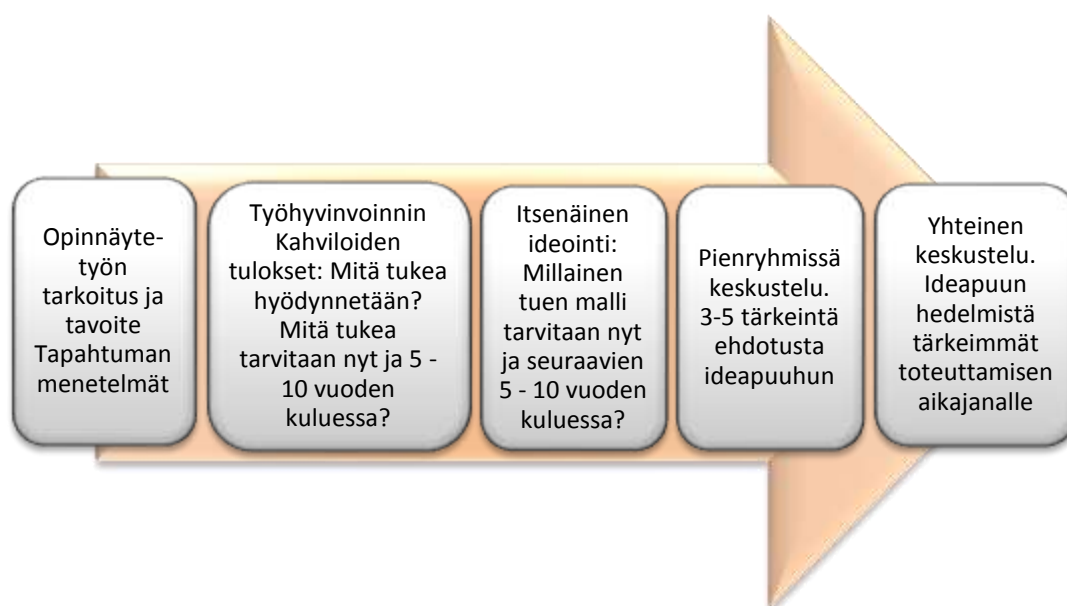 Opinnäyte-
työn
tarkoitus ja
tavoite
Tapahtuman
menetelmät
Työhyvinvoinnin
Kahviloiden
tulokset: Mitä tukea
hyödynnetään?
Mitä tukea
tarvitaan nyt ja 5 -
10 vuoden
kuluessa?
Itsenäinen
ideointi:
Millainen
tuen malli
tarvitaan nyt
ja seuraavien
5 - 10 vuoden
kuluessa?
Pienryhmissä
keskustelu.
3-5 tärkeintä
ehdotusta
ideapuuhun
Yhteinen
keskustelu.
Ideapuun
hedelmistä
tärkeimmät
toteuttamisen
aikajanalle